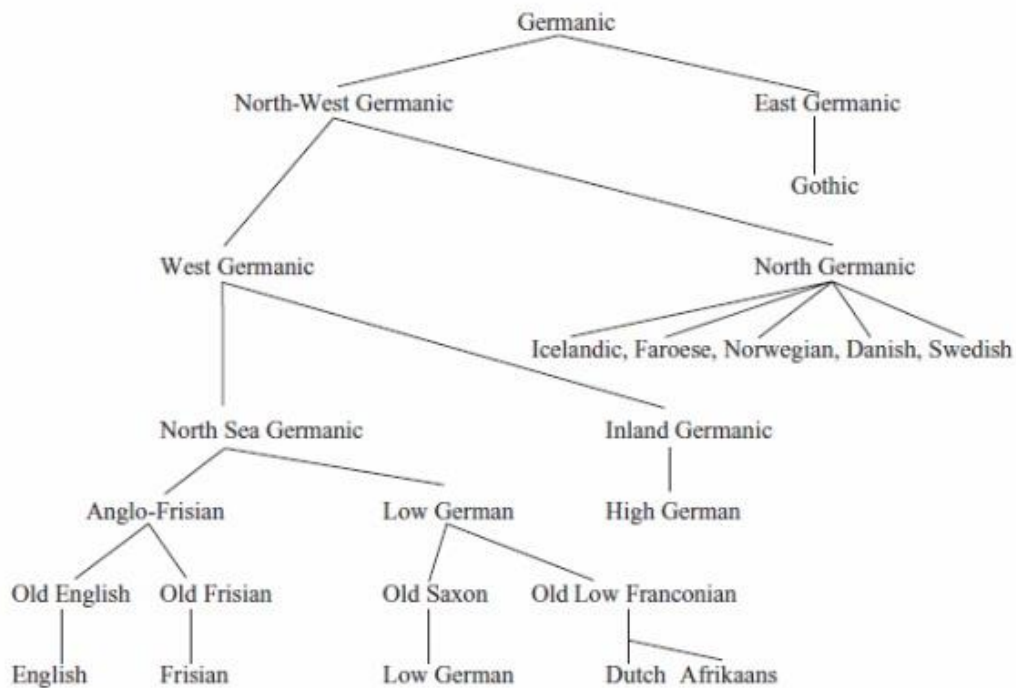 Germanic
North-West Germanic East Germanic
Gothic
West Germanic North Germanic
Icelandic, Faroese, Norwegian, Danish, Swedish
North Sea Germanic Inland Germanic
Anglo-Frisian Low German High German
Old English Old Frisian Old Saxon Old Low Franconian
English Frisian Low German Dutch Afrikaans